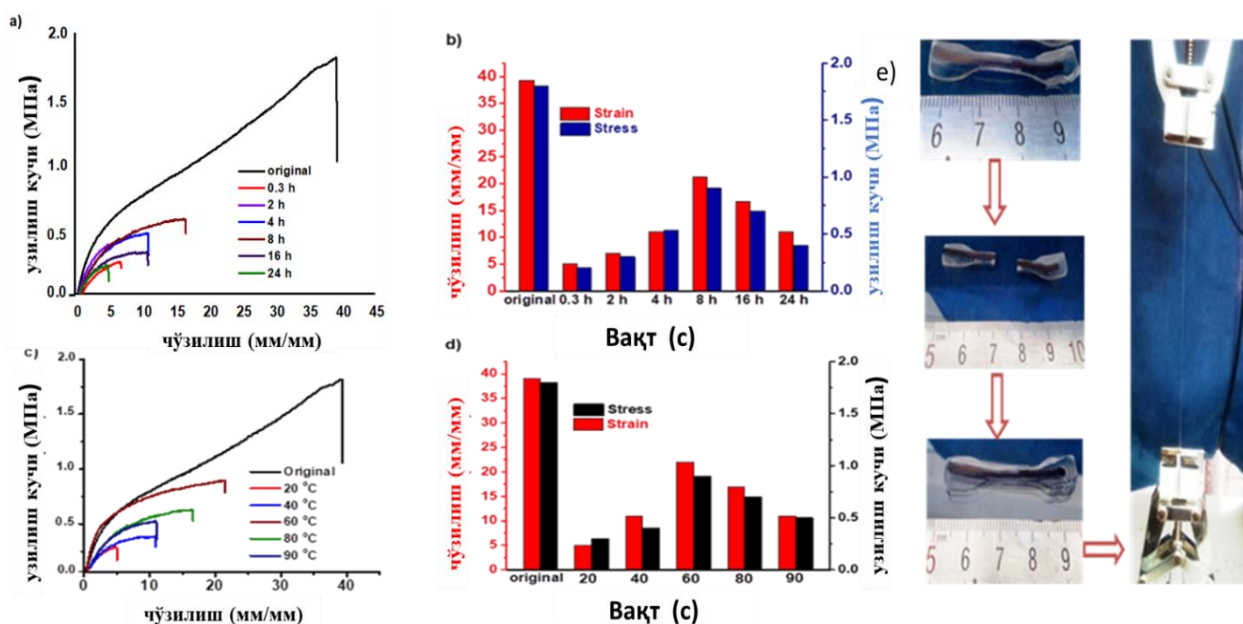 a)
узулиш кучи (МПа)
2.0
1.5
1.0
0.5
0.0
original
0.3 h
2 h
4 h
8 h
16 h
24 h
0 5 10 15 20 25 30 35 40 45
чўзилиш (мм/мм)
b)
чўзилиш (мм/мм)
40
35
30
25
20
15
10
5
0
Strain
Stress
2.0
1.5
1.0
0.5
0.0
узилиш кучи (МПа)
original 0.3 h 2 h 4 h 8 h 16 h 24 h
Вақт (с)
c)
узилиш кучи (МПа)
2.0
1.5
1.0
0.5
0.0
Original
20 °C
40 °C
60 °C
80 °C
90 °C
0 10 20 30 40
чўзилиш (мм/мм)
d)
чўзилиш (мм/мм)
40
35
30
25
20
15
10
5
0
Stress
Strain
2.0
1.5
1.0
0.5
0.0
узилиш кучи (МПа)
original 20 40 60 80 90
Вақт (с)
e)
6 7 8 9
5 6 7 8 9 10
5 6 7 8 9